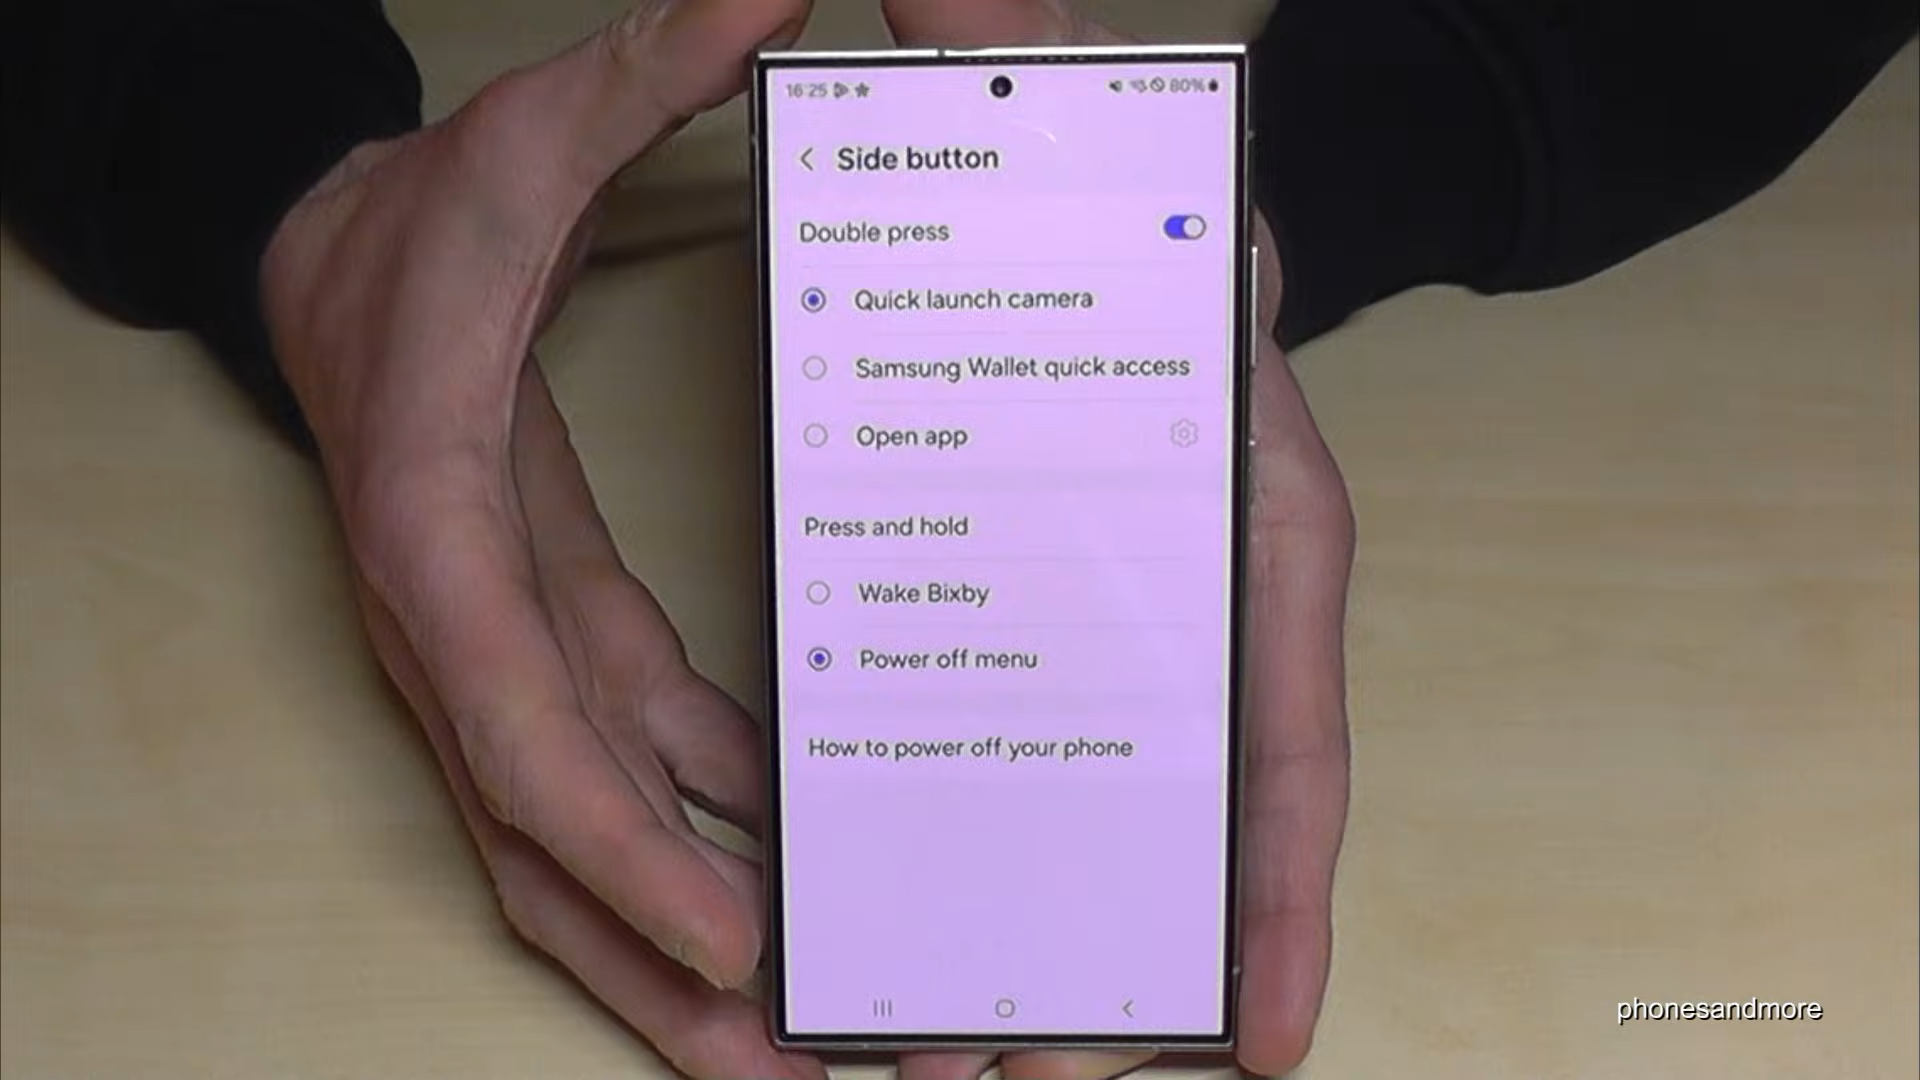 16:25 80%
Side button
Double press
Quick launch camera
Samsung Wallet quick access
Open app
Press and hold
Wake Bixby
Power off menu
How to power off your phone
phonesandmore